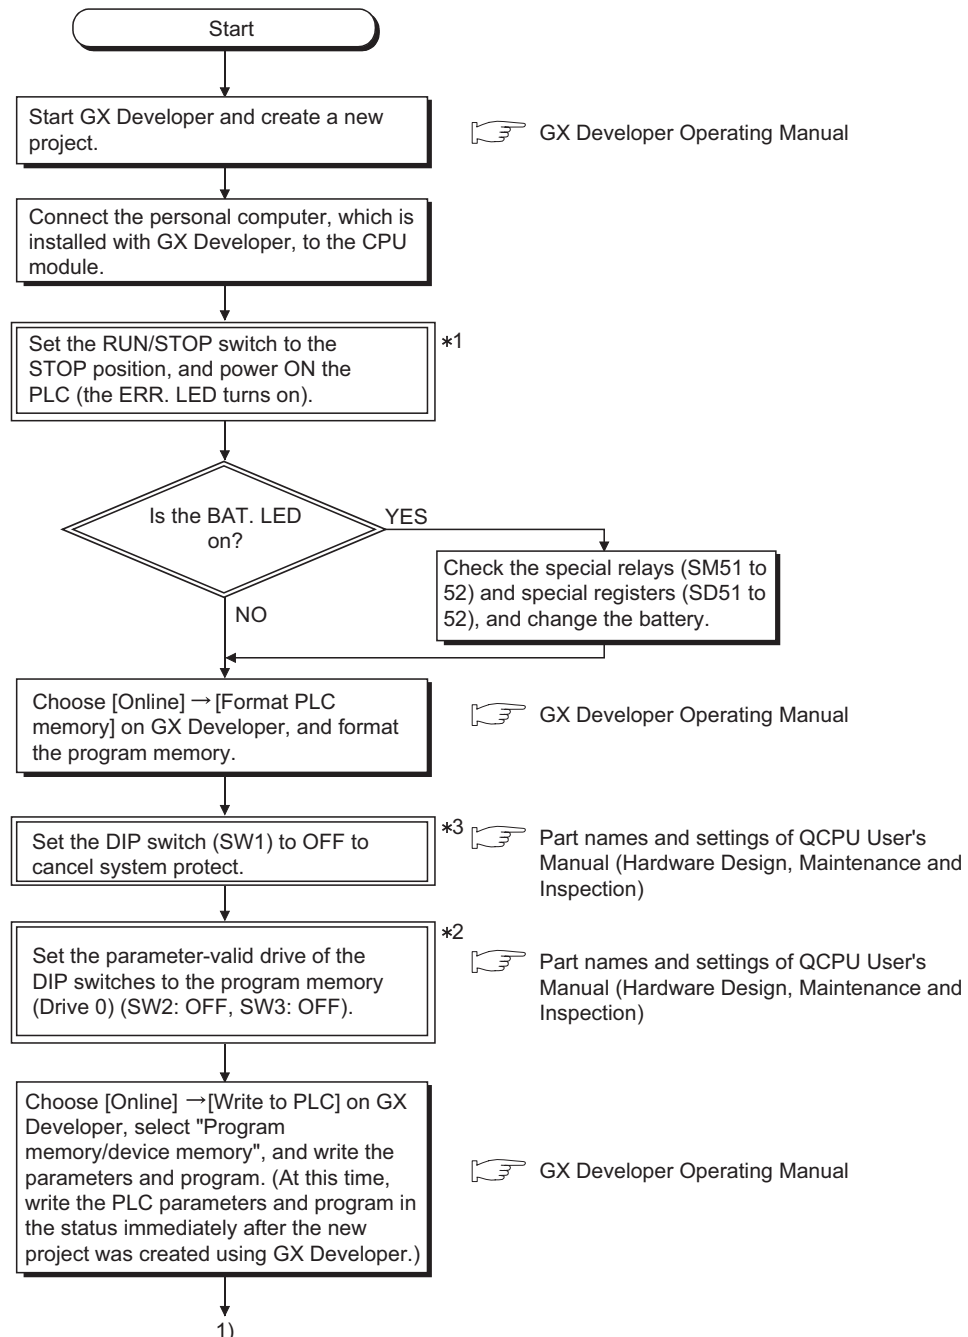 Start
Start GX Developer and create a new
project.
GX Developer Operating Manual
Connect the personal computer, which is
installed with GX Developer, to the CPU
module.
Set the RUN/STOP switch to the
STOP position, and power ON the
PLC (the ERR. LED turns on).
*1
Is the BAT. LED
on?
YES
NO
Check the special relays (SM51 to
52) and special registers (SD51 to
52), and change the battery.
Choose [Online] →[Format PLC
memory] on GX Developer, and format
the program memory.
GX Developer Operating Manual
Set the DIP switch (SW1) to OFF to
cancel system protect.
*3
Part names and settings of QCPU User's
Manual (Hardware Design, Maintenance and
Inspection)
Set the parameter-valid drive of the
DIP switches to the program memory
(Drive 0) (SW2: OFF, SW3: OFF).
*2
Part names and settings of QCPU User's
Manual (Hardware Design, Maintenance and
Inspection)
Choose [Online] →[Write to PLC] on GX
Developer, select "Program
memory/device memory", and write the
parameters and program. (At this time,
write the PLC parameters and program in
the status immediately after the new
project was created using GX Developer.)
GX Developer Operating Manual
1)